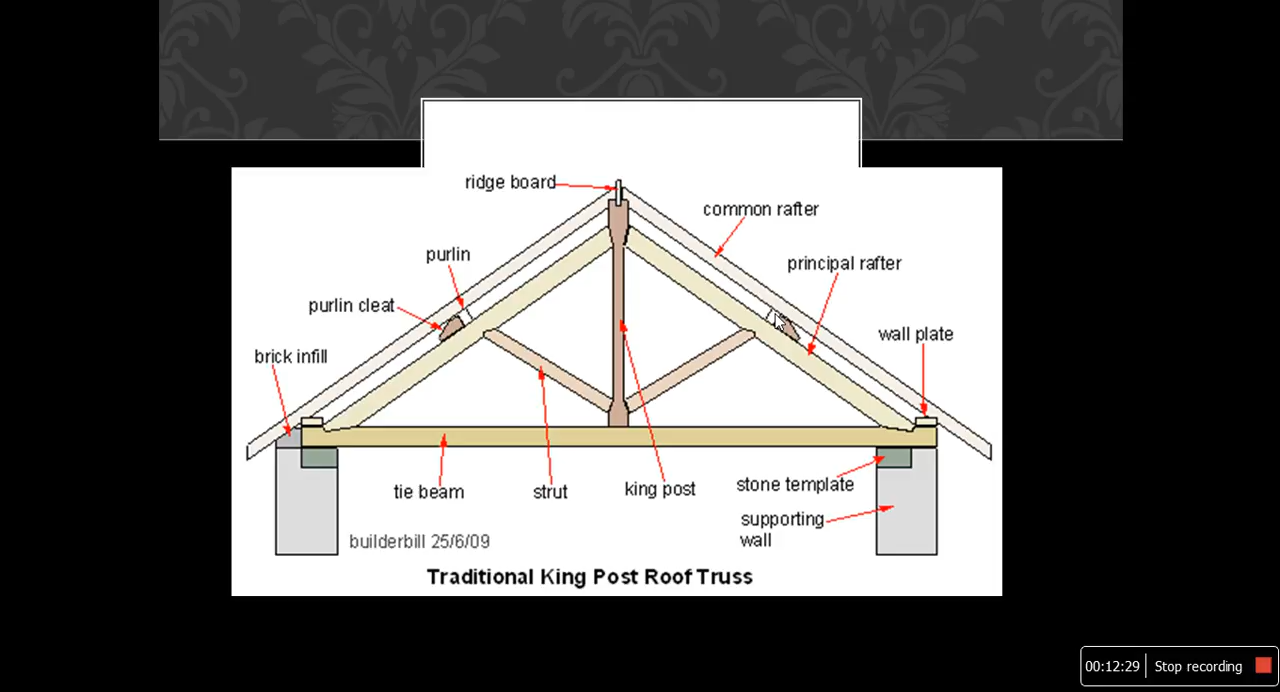 ridge board
common rafter
purlin
principal rafter
purlin cleat
wall plate
brick infill
tie beam
strut
king post
stone template
supporting
wall
builderbill 25/6/09
Traditional King Post Roof Truss
00:12:29 Stop recording